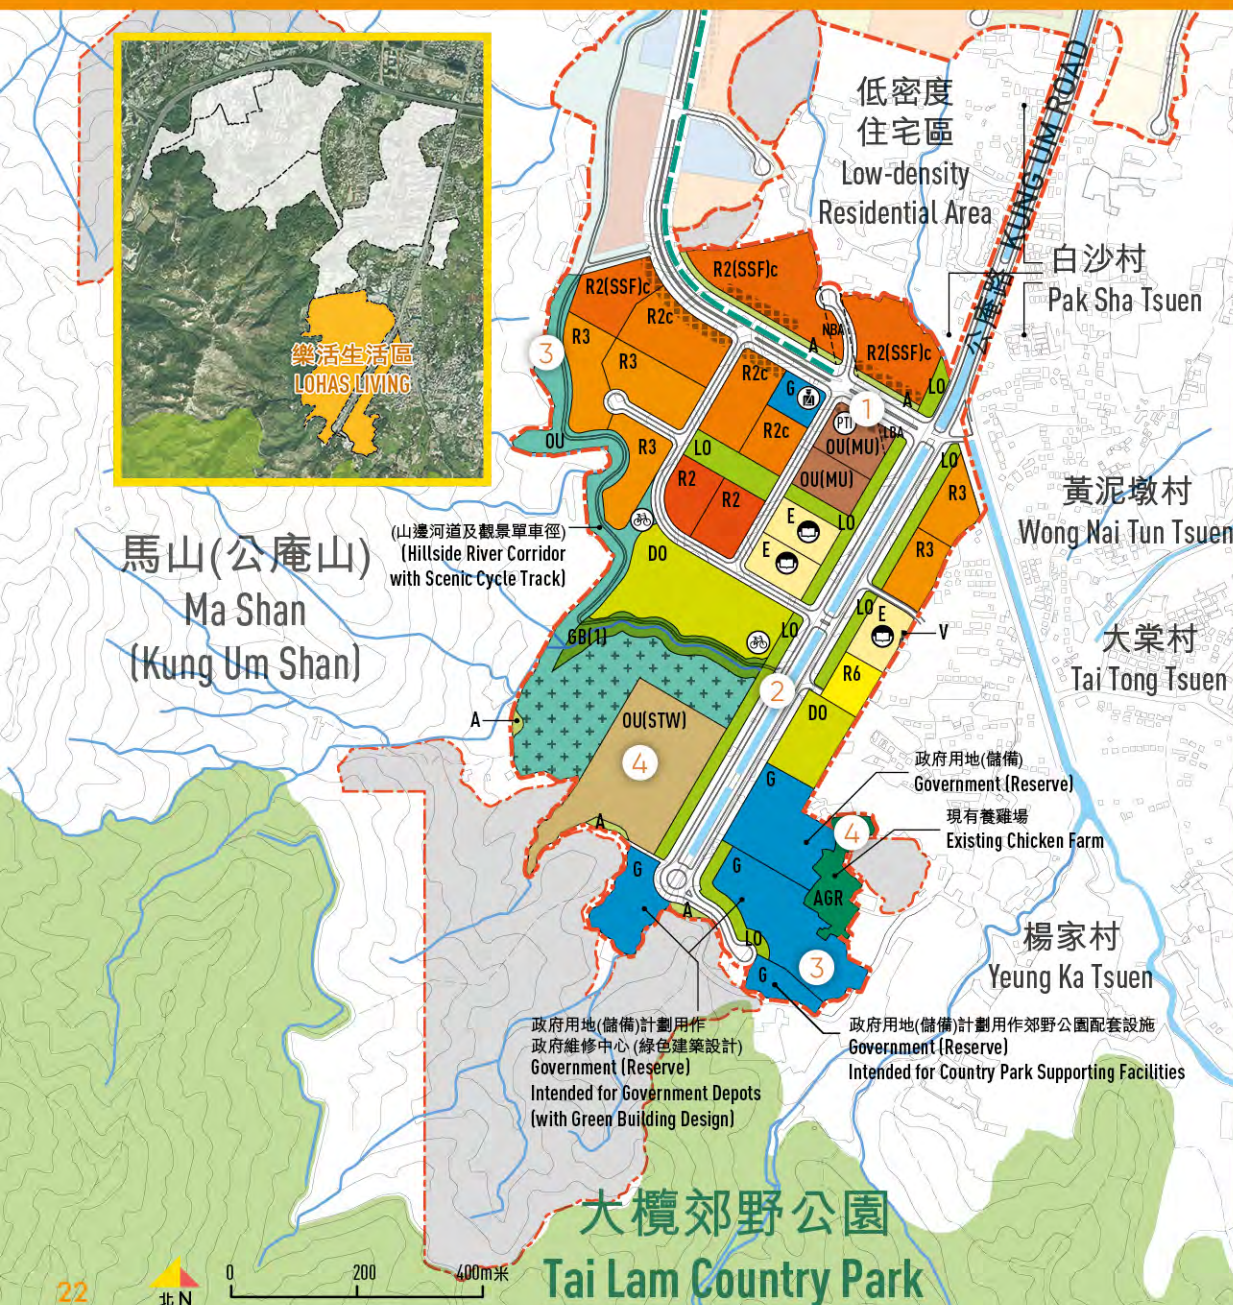 樂活生活區
LOHAS LIVING
低密度
住宅區
Low-density
Residential Area
公庵路 KUNG UM ROAD
白沙村
Pak Sha Tsuen
黃泥墩村
Wong Nai Tun Tsuen
大棠村
Tai Tong Tsuen
楊家村
Yeung Ka Tsuen
馬山(公庵山)
Ma Shan
(Kung Um Shan)
(山邊河道及觀景單車徑)
(Hillside River Corridor
with Scenic Cycle Track)
R2(SSF)c
R2(SSF)c
R2c
R3
R3
3
NBA
A
R2(SSF)c
R2c
G
LO
A
1
PTI
R2c
LBA
OU(MU)
OU
R3
LO
OU(MU)
LO
R3
R2
R2
E
LO
R3
E
DO
LO
E
V
GB(1)
LO
R6
2
A
OU(STW)
DO
4
G
政府用地(儲備)
Government (Reserve)
現有養雞場
Existing Chicken Farm
A
4
G
G
AGR
A
LO
3
G
政府用地(儲備)計劃用作
政府維修中心 (綠色建築設計)
Government (Reserve)
Intended for Government Depots
(with Green Building Design)
政府用地(儲備)計劃用作郊野公園配套設施
Government (Reserve)
Intended for Country Park Supporting Facilities
大欖郊野公園
Tai Lam Country Park
22
北 N
0 200 400m米